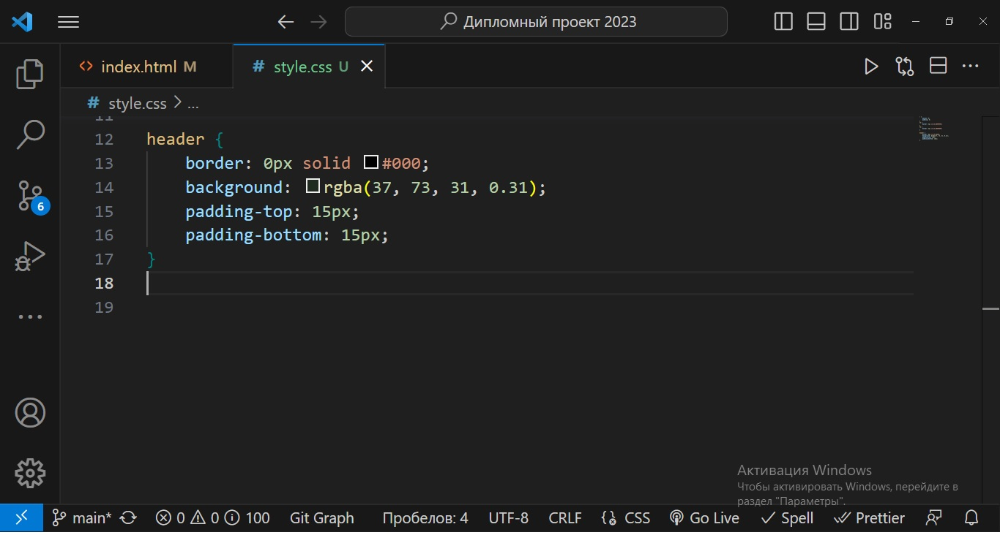 Дипломный проект 2023
index.html M
# style.css U
# style.css > ...
11
12 header {
13 border: 0px solid #000;
14 background: rgba(37, 73, 31, 0.31);
15 padding-top: 15px;
16 padding-bottom: 15px;
17 }
18
19
6
Активация Windows
Чтобы активировать Windows, перейдите в
раздел "Параметры".
main* 0 0 100 Git Graph Пробелов: 4 UTF-8 CRLF CSS Go Live Spell Prettier